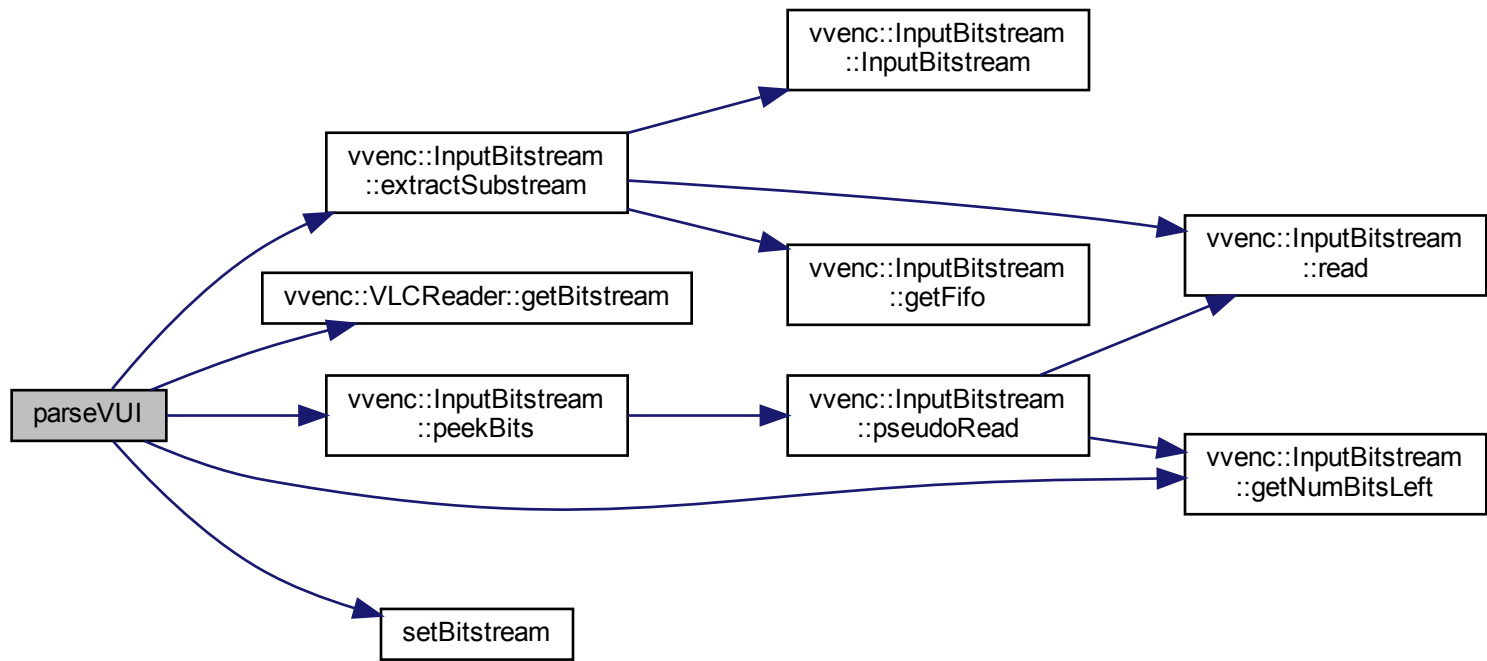 vvenc::InputBitstream
::InputBitstream
vvenc::InputBitstream
::extractSubstream
vvenc::InputBitstream
::read
vvenc::InputBitstream
::getFifo
vvenc::VLCReader::getBitstream
parseVUI
vvenc::InputBitstream
::peekBits
vvenc::InputBitstream
::pseudoRead
vvenc::InputBitstream
::getNumBitsLeft
setBitstream